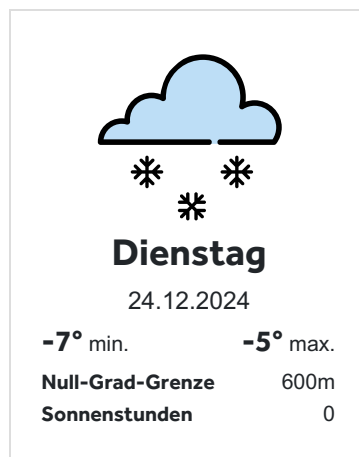 Dienstag
24.12.2024
-7° min. -5° max.
Null-Grad-Grenze 600m
Sonnenstunden 0